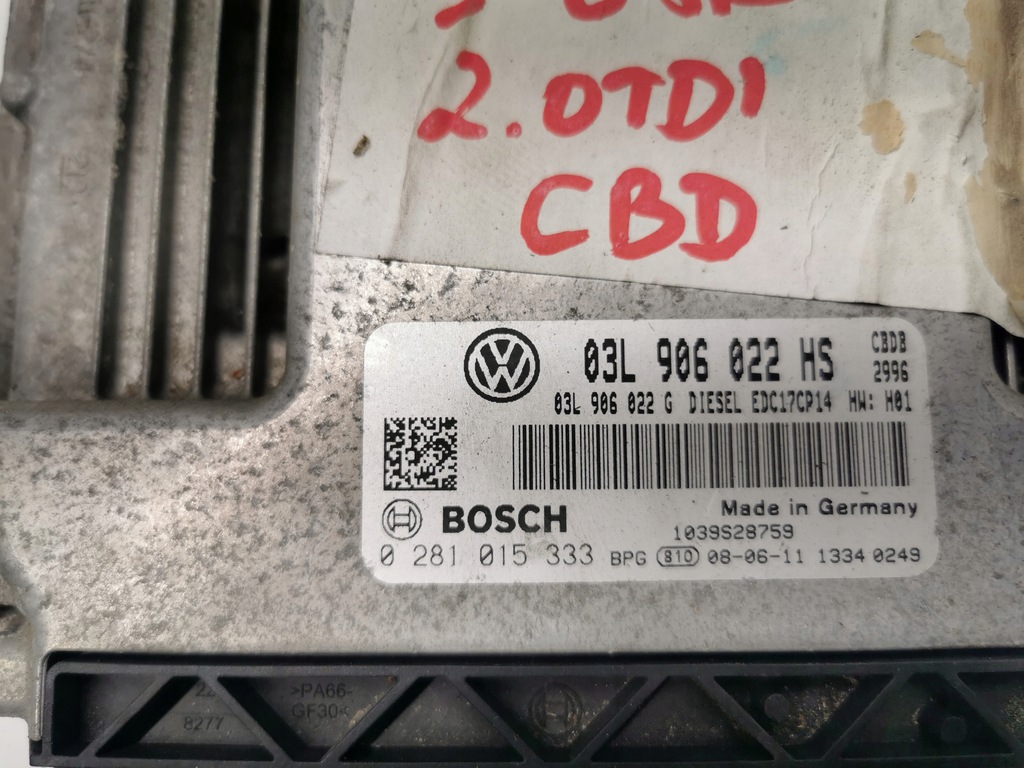 2.0TDI
CBD
03L 906 022 HS
CBDB
2996
03L 906 022 G DIESEL EDC17CP14 HW: H01
BOSCH
Made in Germany
1039S28759
0 281 015 333 BPG 810 08-06-11 1334 0249
>PA66-
GF30<
8277